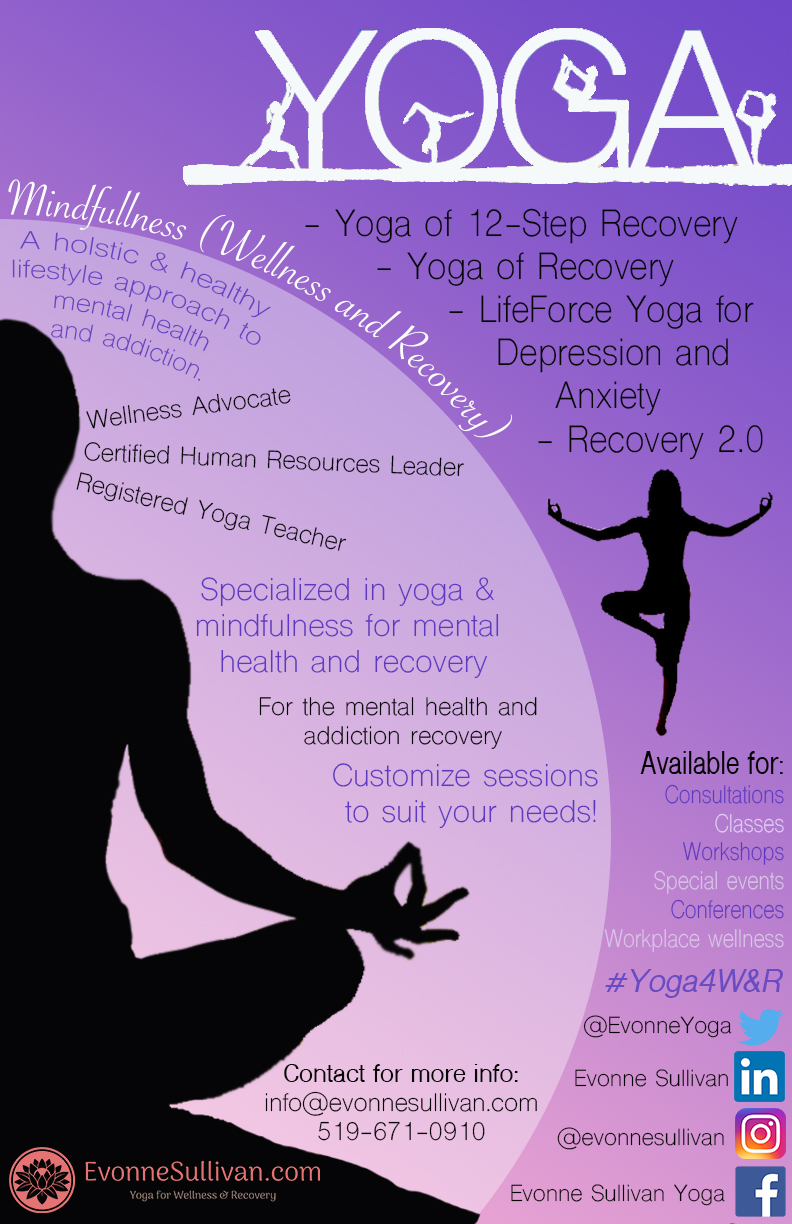 YOGA
Mindfullness (Wellness and Recovery)
- Yoga of 12-Step Recovery
- Yoga of Recovery
- LifeForce Yoga for
Depression and
Anxiety
- Recovery 2.0
A holstic & healthy
lifestyle approach to
mental health
and addiction.
Wellness Advocate
Certified Human Resources Leader
Registered Yoga Teacher
Specialized in yoga &
mindfulness for mental
health and recovery
For the mental health and
addiction recovery
Customize sessions
to suit your needs!
Available for:
Consultations
Classes
Workshops
Special events
Conferences
Workplace wellness
#Yoga4W&R
@EvonneYoga
Evonne Sullivan
in
@evonnesullivan
Evonne Sullivan Yoga
f
Contact for more info:
info@evonnesullivan.com
519-671-0910
EvonneSullivan.com
Yoga for Wellness & Recovery